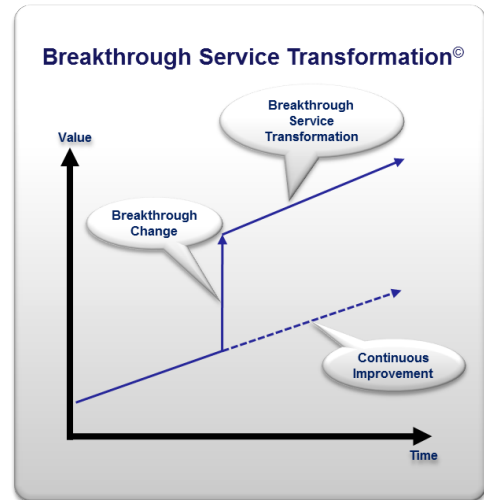 Breakthrough Service Transformation©
Breakthrough
Service
Transformation
Value
Breakthrough
Change
Continuous
Improvement
Time